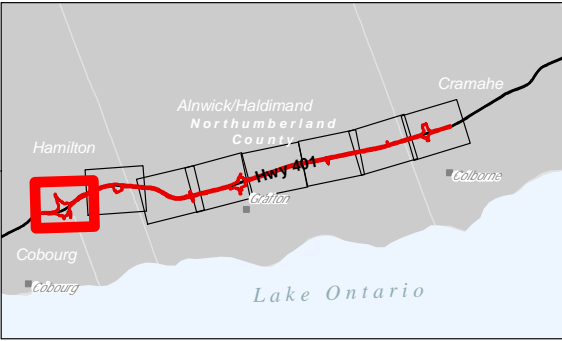 Cramahe
Alnwick/Haldimand
Northumberland
County
Hamilton
Hwy 401
Colborne
Grafton
Cobourg
Cobourg
Lake Ontario